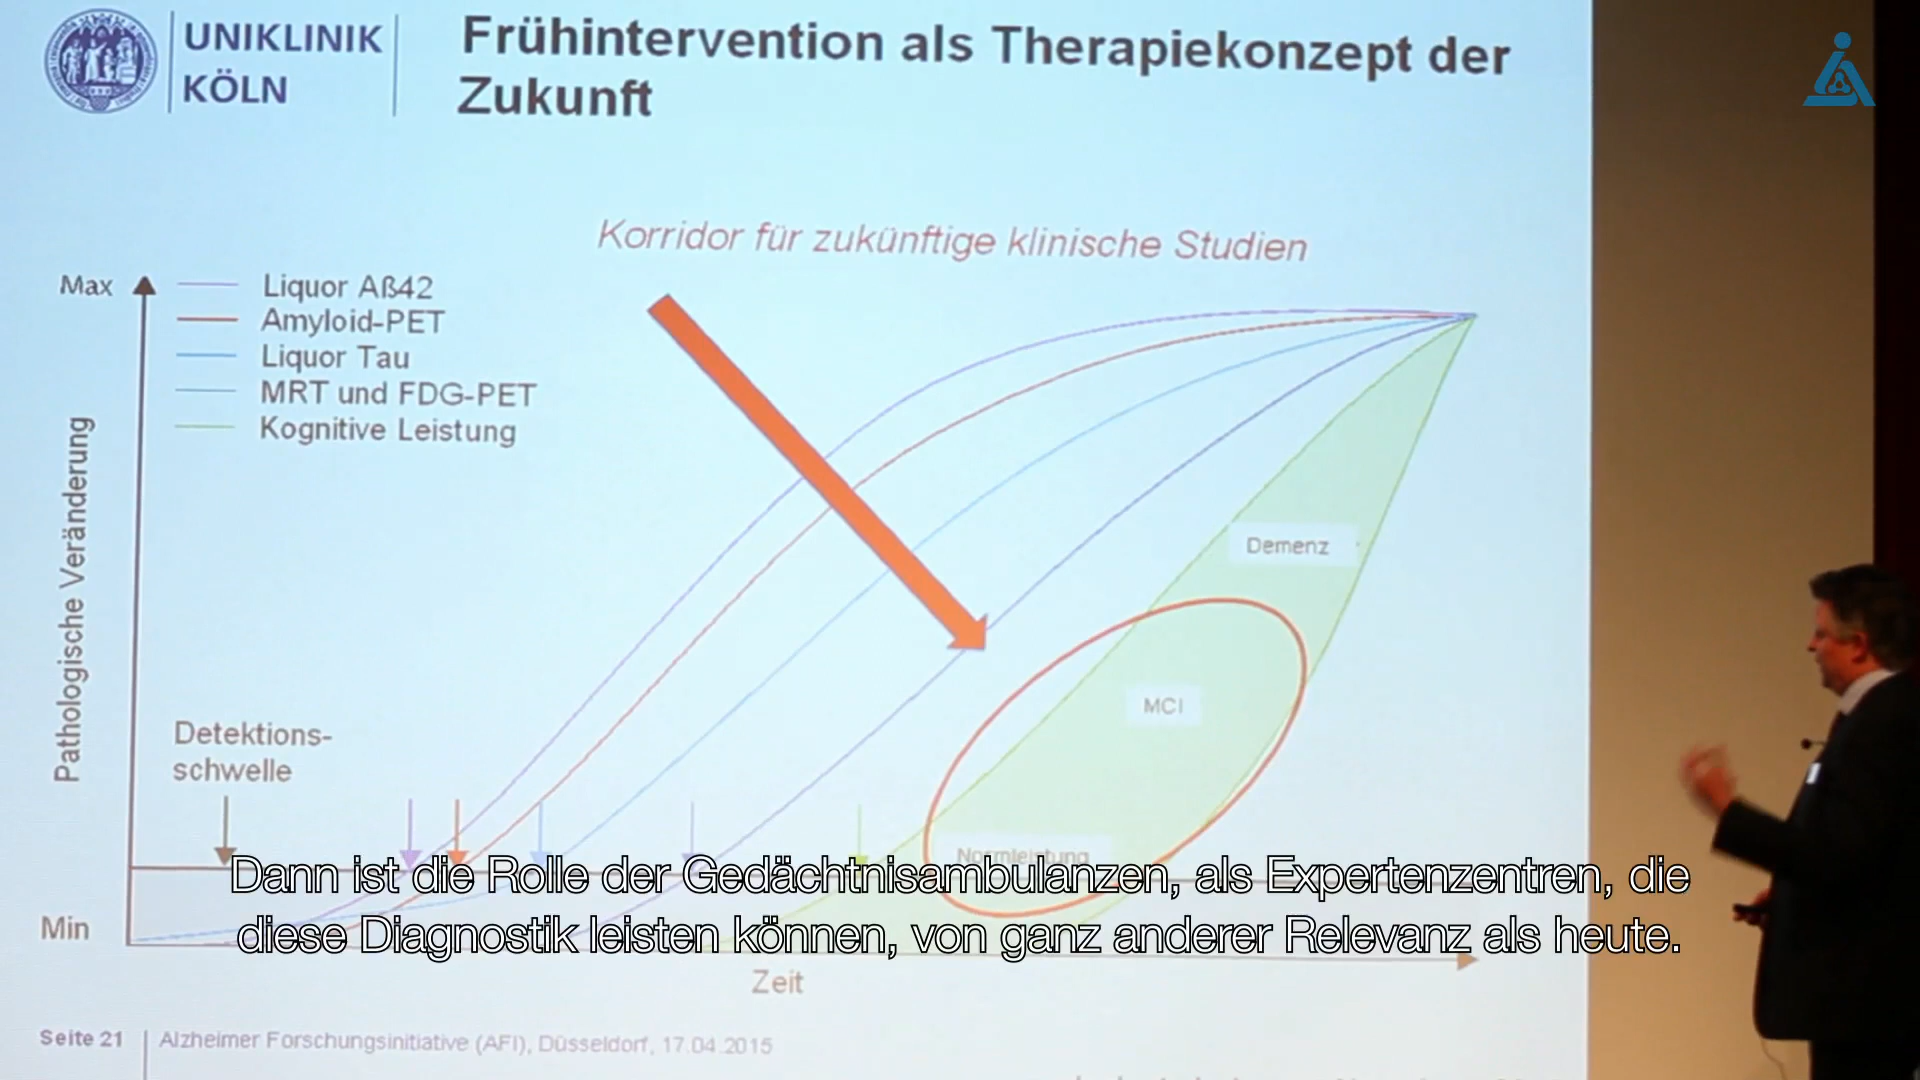 UNIKLINIK
KÖLN
Frühintervention als Therapiekonzept der
Zukunft
Korridor für zukünftige klinische Studien
Max
Liquor Aß42
Amyloid-PET
Liquor Tau
MRT und FDG-PET
Kognitive Leistung
Pathologische Veränderung
Demenz
MCI
Detektions-
schwelle
Normleistung
Dann ist die Rolle der Gedächtnisambulanzen, als Expertenzentren, die
diese Diagnostik leisten können, von ganz anderer Relevanz als heute.
Min
Zeit
Seite 21
Alzheimer Forschungsinitiative (AFI), Düsseldorf, 17.04.2015